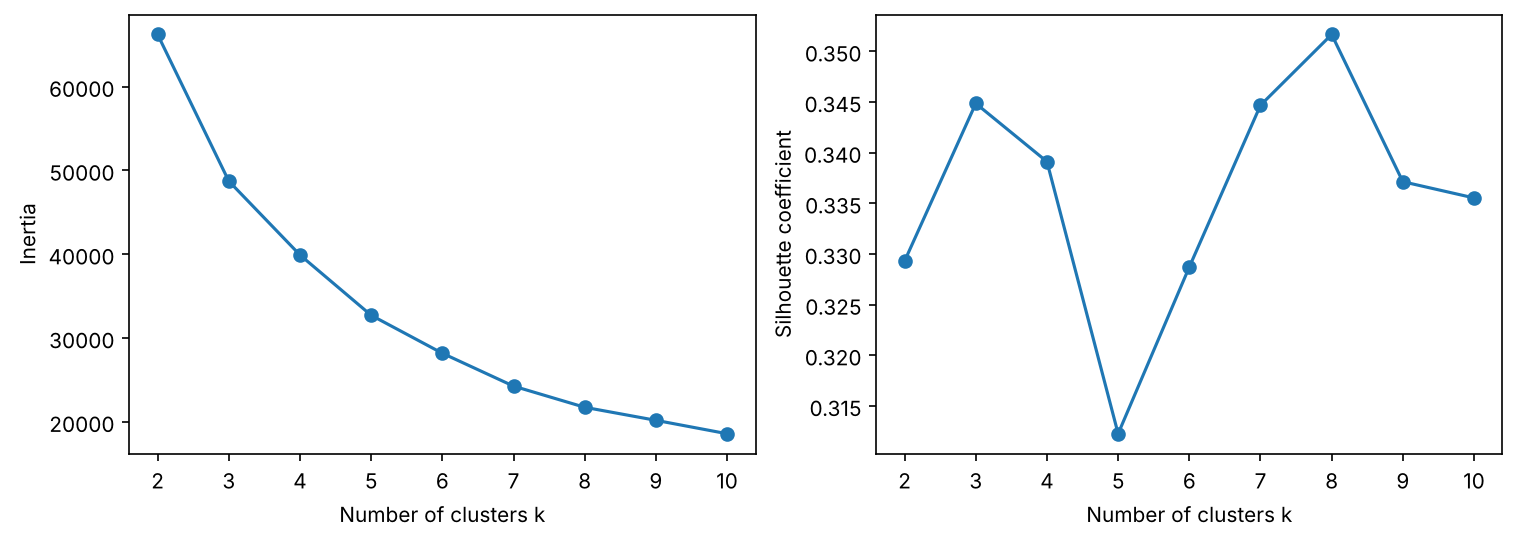 60000
50000
40000
30000
20000
Inertia
2 3 4 5 6 7 8 9 10
Number of clusters k
0.350
0.345
0.340
0.335
0.330
0.325
0.320
0.315
Silhouette coefficient
2 3 4 5 6 7 8 9 10
Number of clusters k